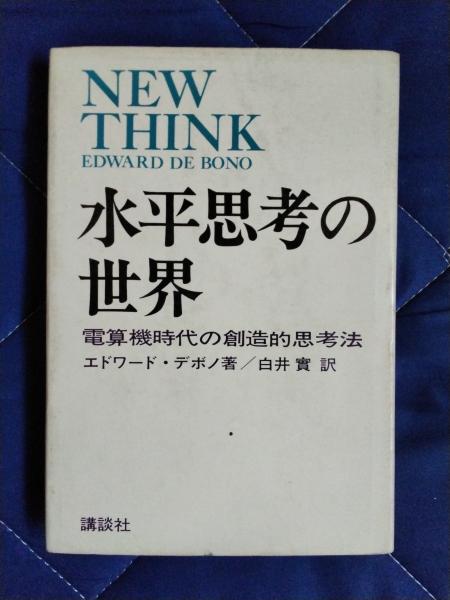 NEW
THINK
EDWARD DE BONO
水平思考の
世界
電算機時代の創造的思考法
エドワード・デボノ著／白井 實 訳
講談社